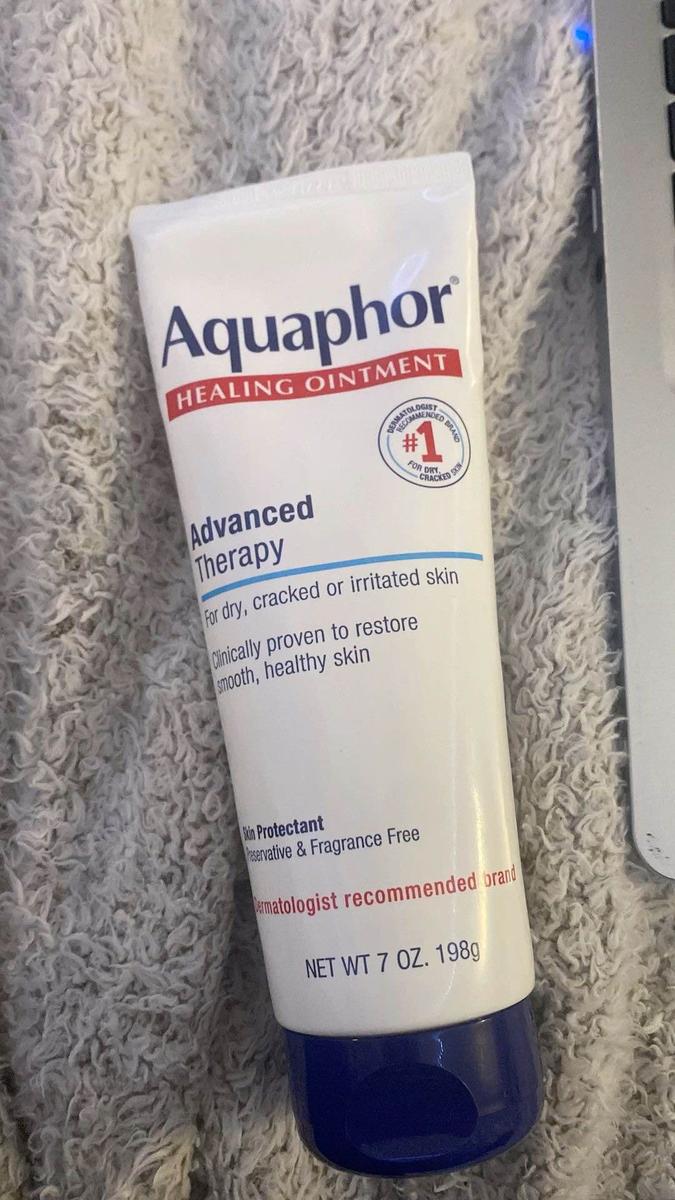 Aquaphor®
HEALING OINTMENT
DERMATOLOGIST
RECOMMENDED BRAND
#1
FOR DRY,
CRACKED SKIN
Advanced
Therapy
For dry, cracked or irritated skin
Clinically proven to restore
smooth, healthy skin
Skin Protectant
Preservative & Fragrance Free
Dermatologist recommended brand
NET WT 7 OZ. 198g